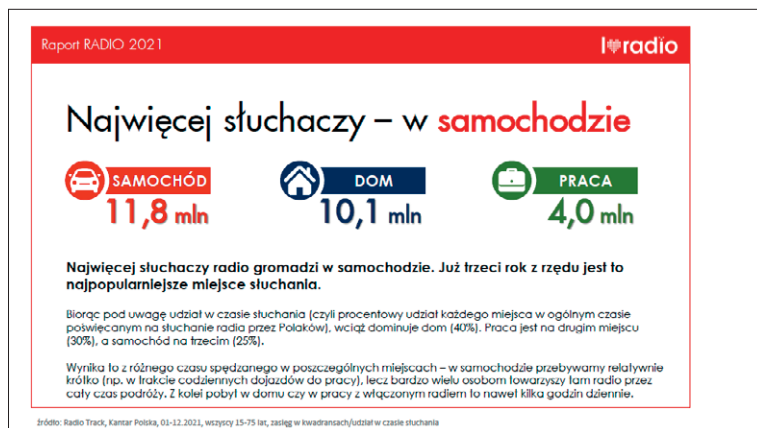 Raport RADIO 2021
I radio
Najwięcej słuchaczy – w samochodzie
SAMOCHÓD
11,8 mln
DOM
10,1 mln
PRACA
4,0 mln
Najwięcej słuchaczy radio gromadzi w samochodzie. Już trzeci rok z rzędu jest to
najpopularniejsze miejsce słuchania.
Biorąc pod uwagę udział w czasie słuchania (czyli procentowy udział każdego miejsca w ogólnym czasie
poświęcanym na słuchanie radia przez Polaków), wciąż dominuje dom (40%). Praca jest na drugim miejscu
(30%), a samochód na trzecim (25%).
Wynika to z różnego czasu spędzanego w poszczególnych miejscach – w samochodzie przebywamy relatywnie
krótko (np. w trakcie codziennych dojazdów do pracy), lecz bardzo wielu osobom towarzyszy tam radio przez
cały czas podróży. Z kolei pobyt w domu czy w pracy z włączonym radiem to nawet kilka godzin dziennie.
źródło: Radio Track, Kantar Polska, 01-12.2021, wszyscy 15-75 lat, zasięg w kwadransach/udział w czasie słuchania